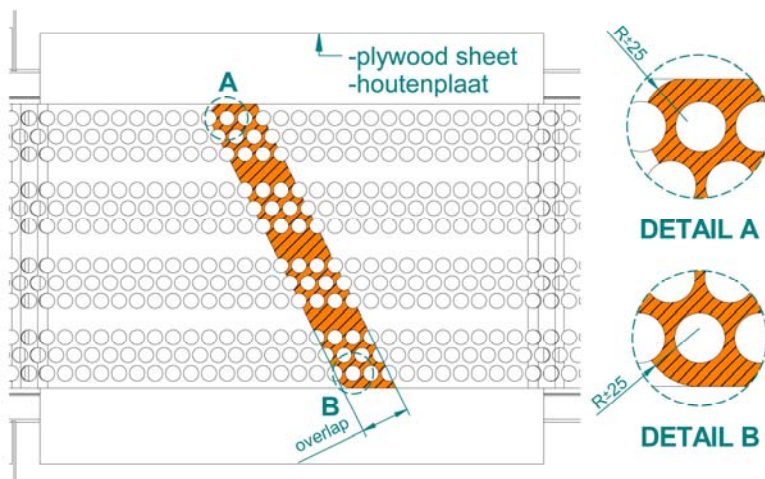 -plywood sheet
-houtenplaat
A
B
overlap
R±25
DETAIL A
R±25
DETAIL B